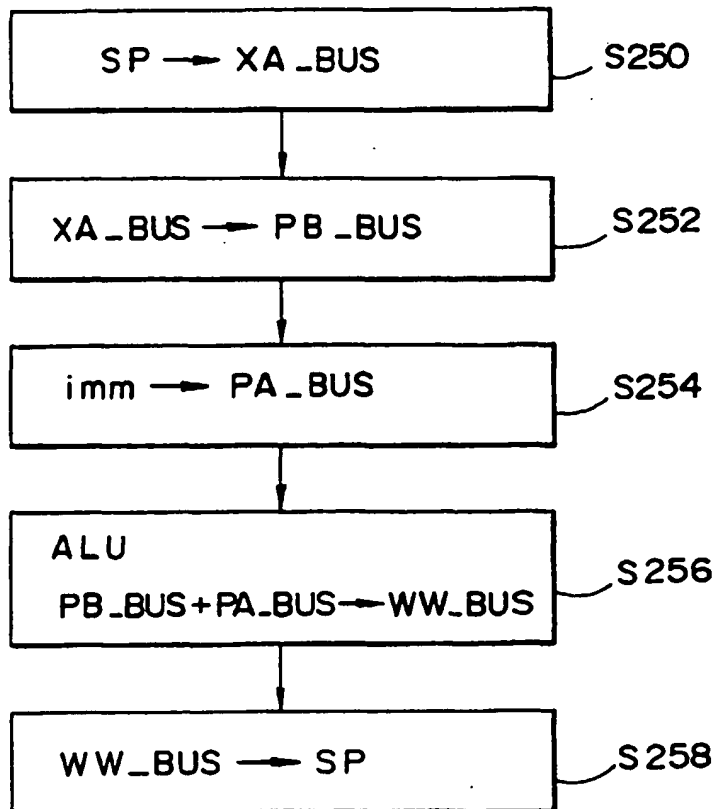 SP → XA_BUS
S250
XA_BUS → PB_BUS
S252
imm → PA_BUS
S254
ALU
PB_BUS+PA_BUS→WW_BUS
S256
WW_BUS → SP
S258